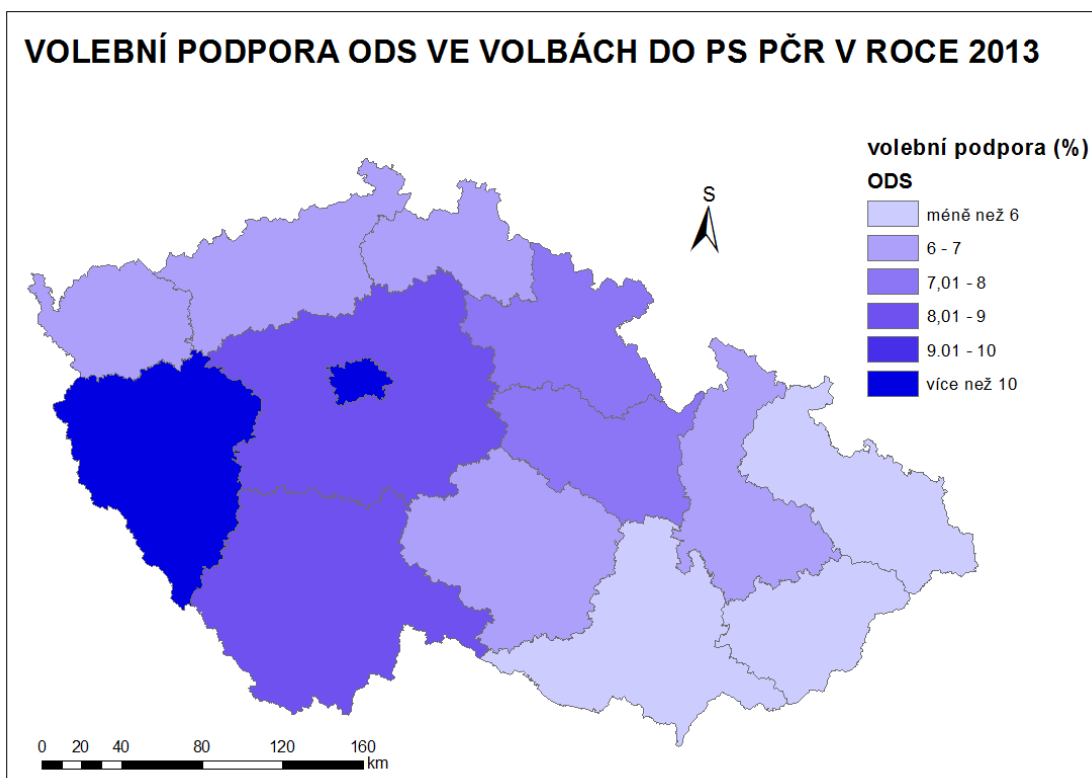 VOLEBNÍ PODPORA ODS VE VOLBÁCH DO PS PČR V ROCE 2013
volební podpora (%)
ODS
méně než 6
6 - 7
7,01 - 8
8,01 - 9
9.01 - 10
více než 10
S
0 20 40 80 120 160
km